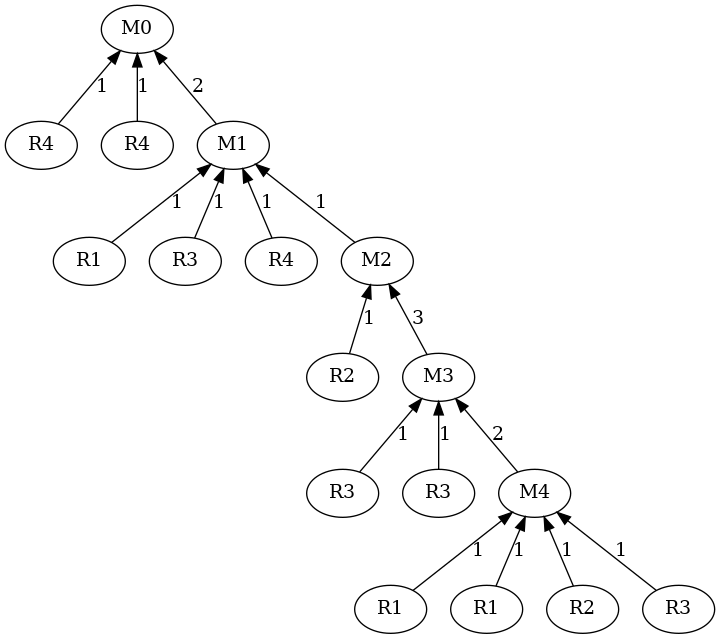 M0
1 1 2
R4 R4 M1
1 1 1 1
R1 R3 R4 M2
1 3
R2 M3
1 1 2
R3 R3 M4
1 1 1 1
R1 R1 R2 R3